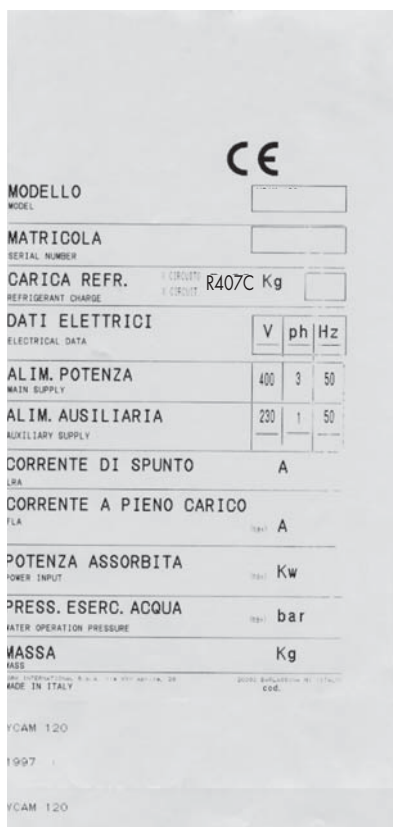 CE
MODELLO
MODEL
MATRICOLA
SERIAL NUMBER
CARICA REFR. X CIRCUITO R407C Kg
REFRIGERANT CHARGE X CIRCUIT
DATI ELETTRICI V ph Hz
ELECTRICAL DATA
ALIM. POTENZA 400 3 50
MAIN SUPPLY
ALIM. AUSILIARIA 230 1 50
AUXILIARY SUPPLY
CORRENTE DI SPUNTO A
LRA
CORRENTE A PIENO CARICO
FLA A
POTENZA ASSORBITA Kw
POWER INPUT
PRESS. ESERC. ACQUA bar
WATER OPERATION PRESSURE
MASSA Kg
MASS
MADE IN ITALY cod.
YCAM 120
1997
YCAM 120